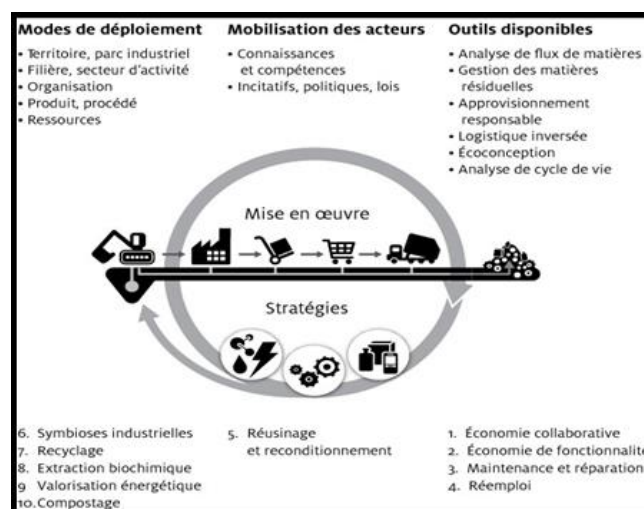 Modes de déploiement
• Territoire, parc industriel
• Filière, secteur d'activité
• Organisation
• Produit, procédé
• Ressources
Mobilisation des acteurs
• Connaissances
et compétences
• Incitatifs, politiques, lois
Outils disponibles
• Analyse de flux de matières
• Gestion des matières
résiduelles
• Approvisionnement
responsable
• Logistique inversée
• Écoconception
• Analyse de cycle de vie
Mise en œuvre
Stratégies
6. Symbioses industrielles
7. Recyclage
8. Extraction biochimique
9 Valorisation énergétique
10. Compostage
5. Réusinage
et reconditionnement
1. Économie collaborative
2. Économie de fonctionnalité
3. Maintenance et réparation
4. Réemploi